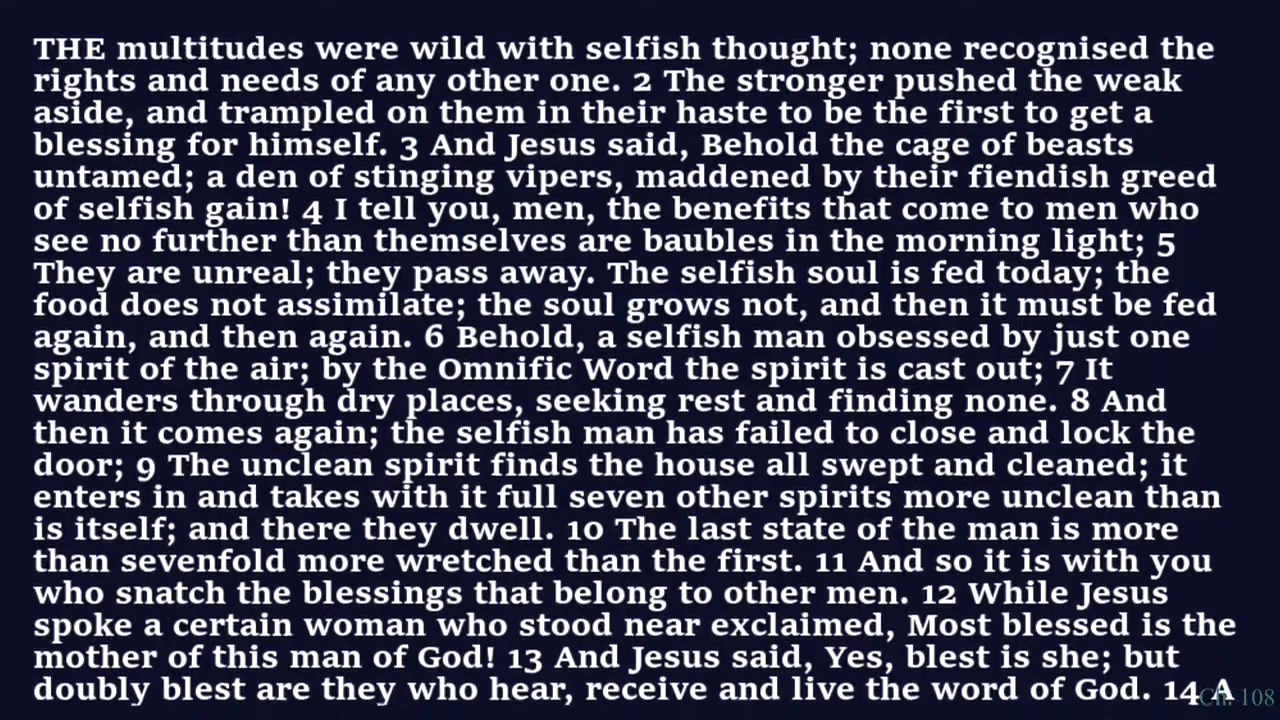 THE multitudes were wild with selfish thought; none recognised the
rights and needs of any other one. 2 The stronger pushed the weak
aside, and trampled on them in their haste to be the first to get a
blessing for himself. 3 And Jesus said, Behold the cage of beasts
untamed; a den of stinging vipers, maddened by their fiendish greed
of selfish gain! 4 I tell you, men, the benefits that come to men who
see no further than themselves are baubles in the morning light; 5
They are unreal; they pass away. The selfish soul is fed today; the
food does not assimilate; the soul grows not, and then it must be fed
again, and then again. 6 Behold, a selfish man obsessed by just one
spirit of the air; by the Omnific Word the spirit is cast out; 7 It
wanders through dry places, seeking rest and finding none. 8 And
then it comes again; the selfish man has failed to close and lock the
door; 9 The unclean spirit finds the house all swept and cleaned; it
enters in and takes with it full seven other spirits more unclean than
is itself; and there they dwell. 10 The last state of the man is more
than sevenfold more wretched than the first. 11 And so it is with you
who snatch the blessings that belong to other men. 12 While Jesus
spoke a certain woman who stood near exclaimed, Most blessed is the
mother of this man of God! 13 And Jesus said, Yes, blest is she; but
doubly blest are they who hear, receive and live the word of God. 14 A
Ch. 108